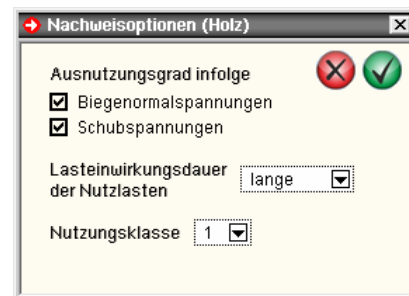 Nachweisoptionen (Holz)
Ausnutzungsgrad infolge
Biegenormalspannungen
Schubspannungen
Lasteinwirkungsdauer
der Nutzlasten lange
Nutzungsklasse 1